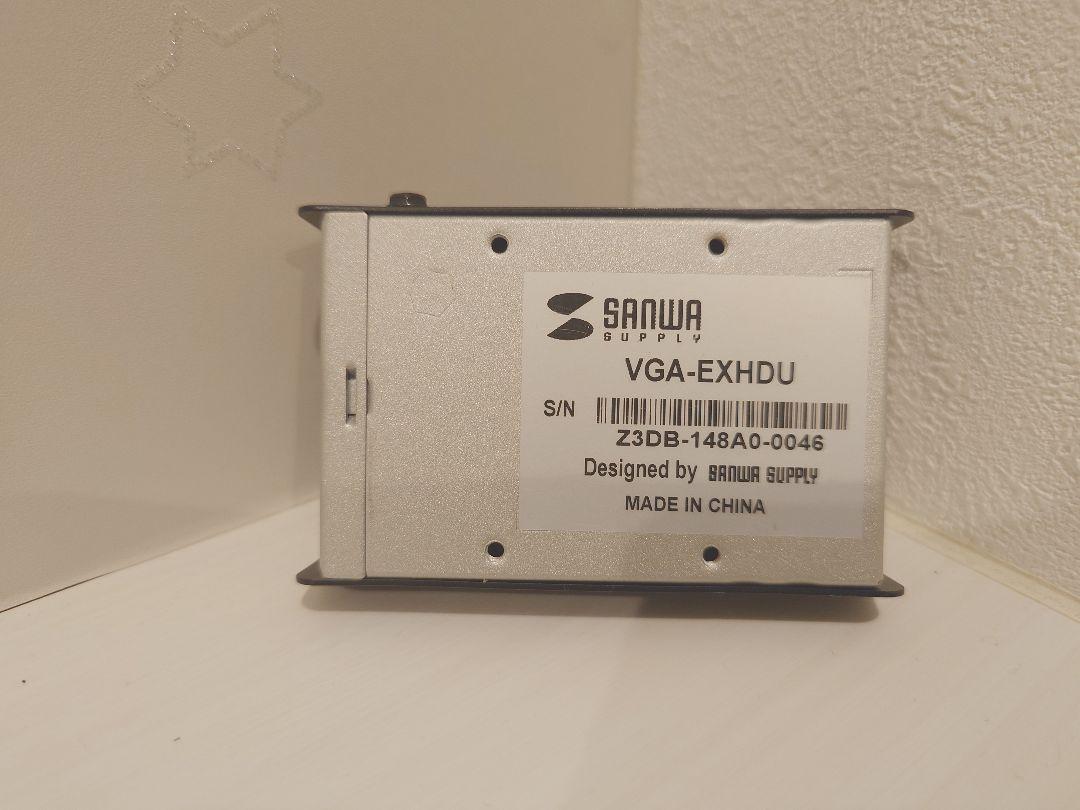 SANWA
SUPPLY
VGA-EXHDU
S/N
Z3DB-148A0-0046
Designed by SANWA SUPPLY
MADE IN CHINA